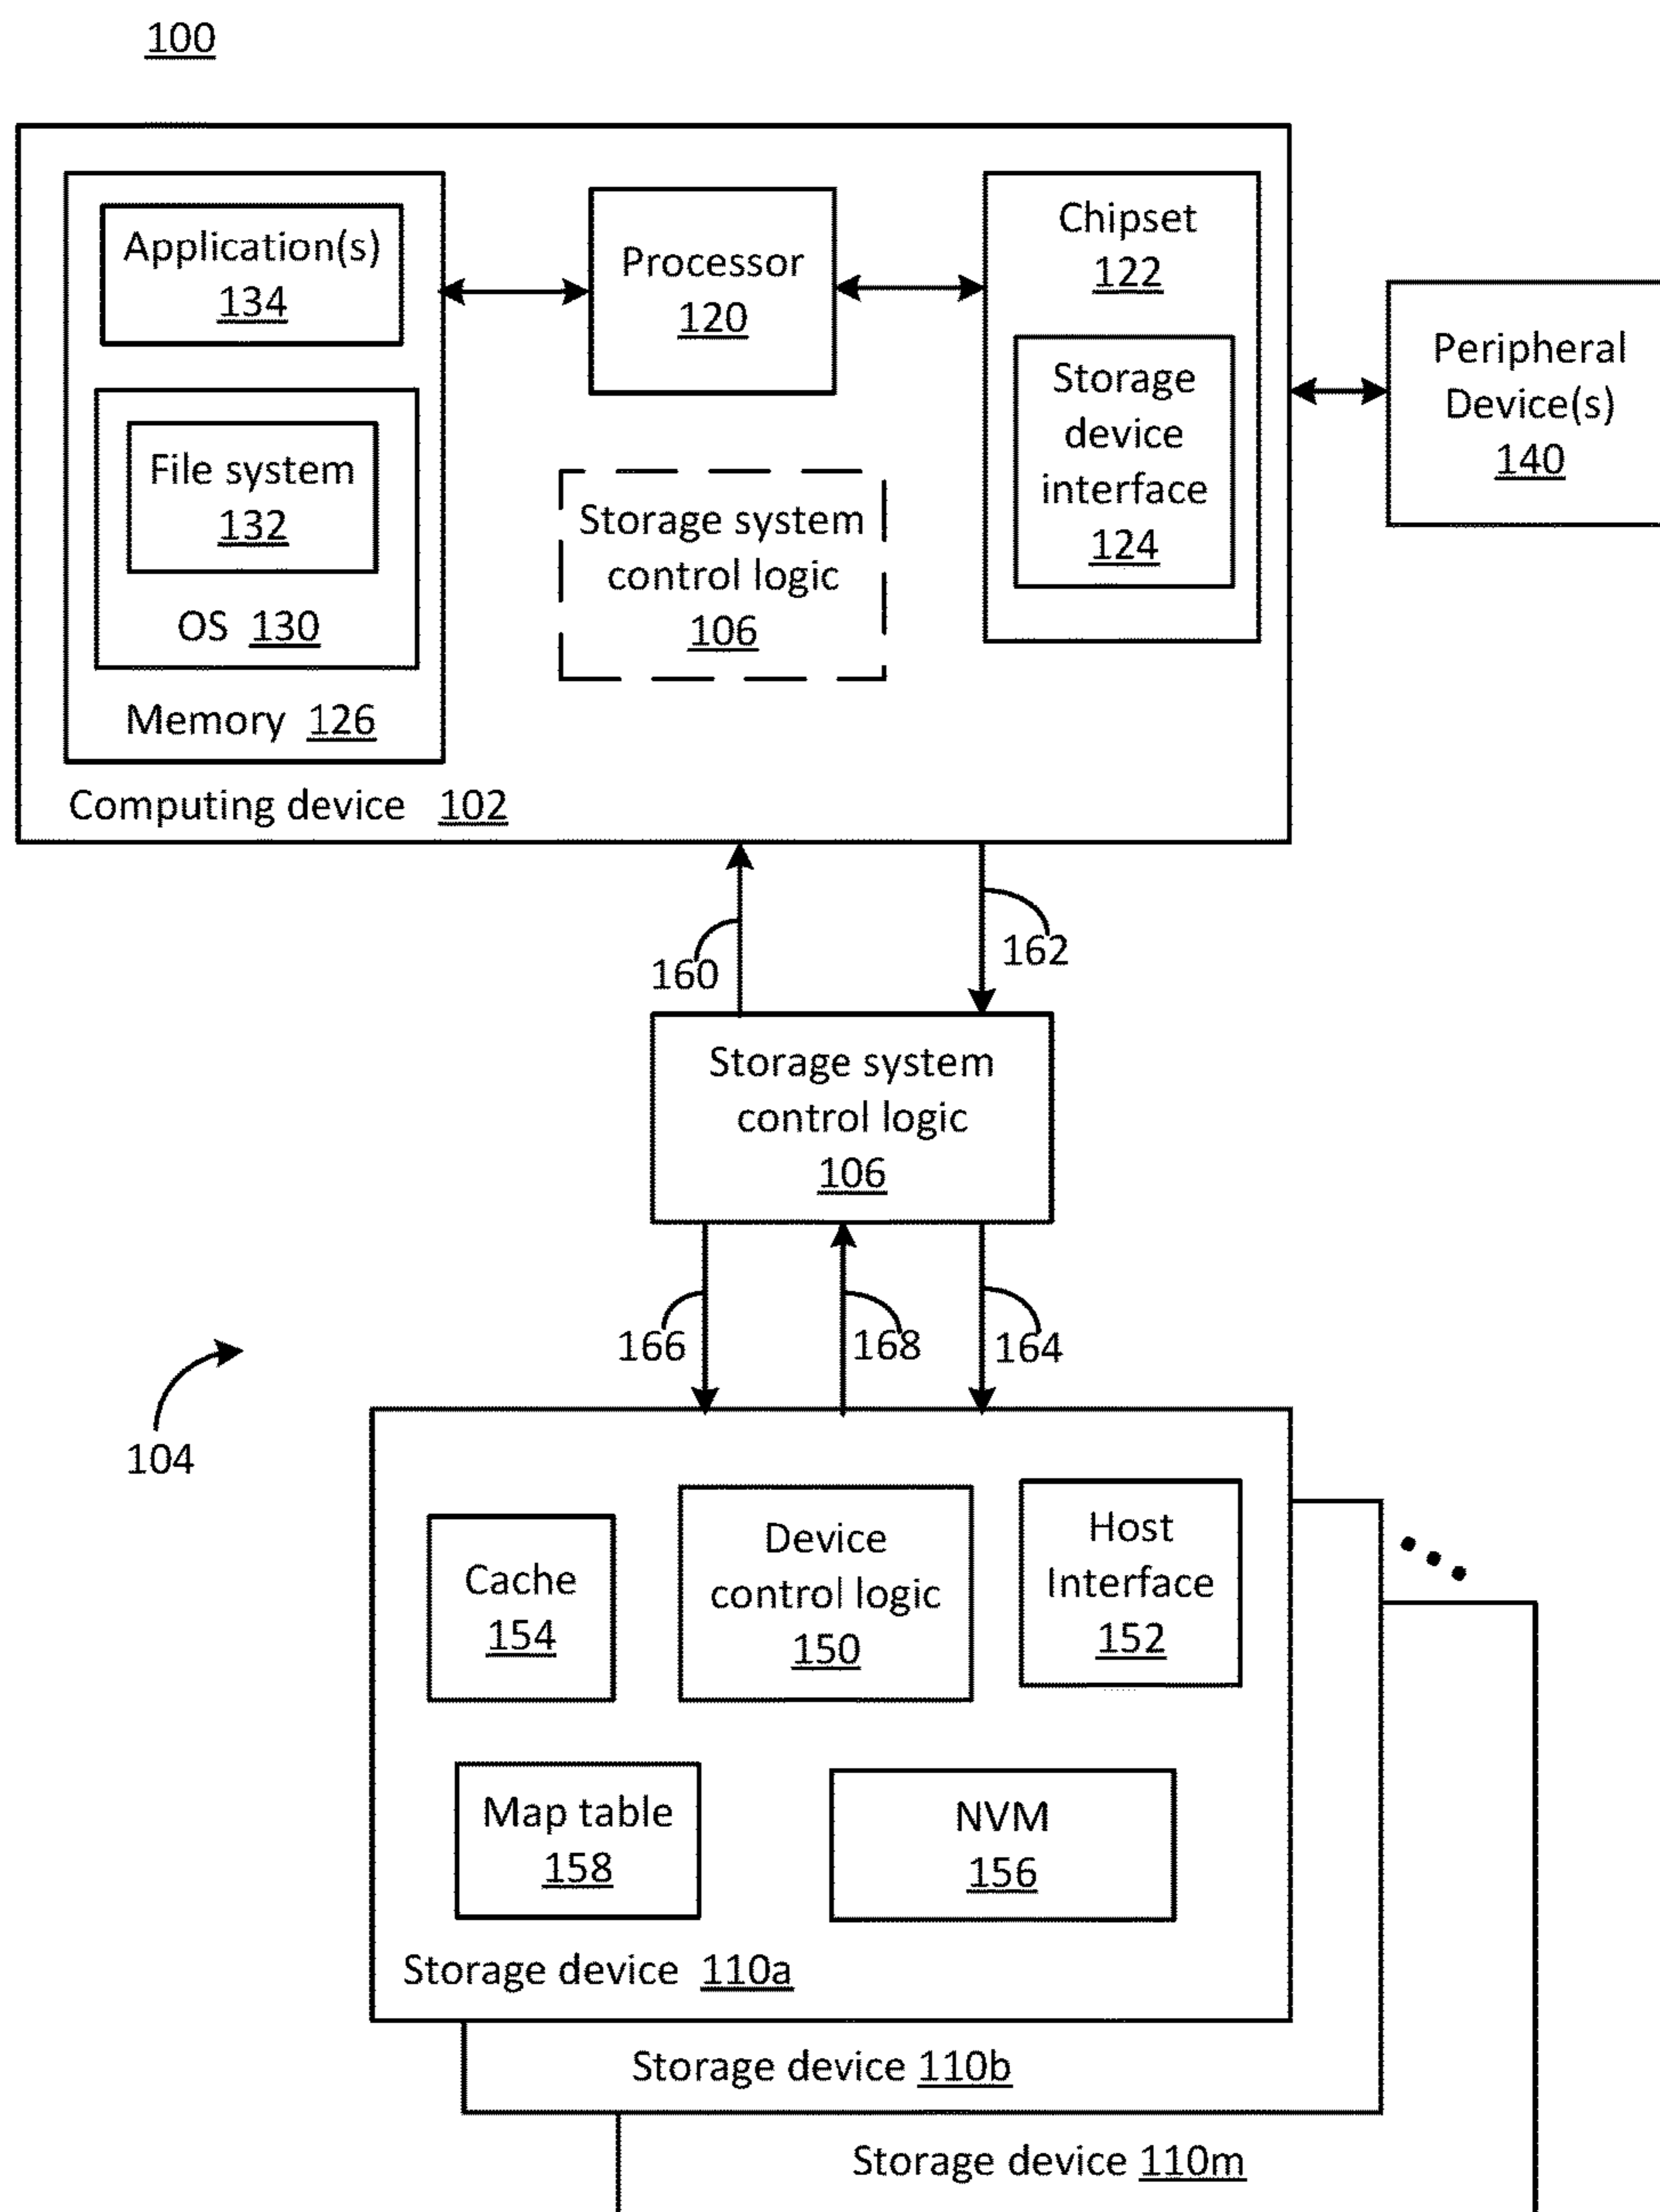 100
Application(s)
134
File system
132
OS 130
Memory 126
Processor
120
Storage system
control logic
106
Chipset
122
Storage
device
interface
124
Peripheral
Device(s)
140
Computing device 102
160
162
Storage system
control logic
106
166
168
164
104
Cache
154
Device
control logic
150
Host
Interface
152
Map table
158
NVM
156
Storage device 110a
Storage device 110b
Storage device 110m